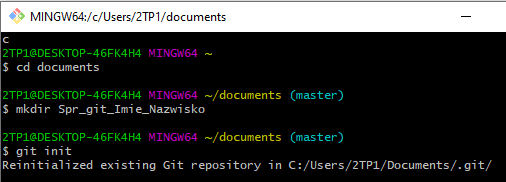 MINGW64:/c/Users/2TP1/documents
c
2TP1@DESKTOP-46FK4H4 MINGW64 ~
$ cd documents
2TP1@DESKTOP-46FK4H4 MINGW64 ~/documents (master)
$ mkdir Spr_git_Imie_Nazwisko
2TP1@DESKTOP-46FK4H4 MINGW64 ~/documents (master)
$ git init
Reinitialized existing Git repository in C:/Users/2TP1/Documents/.git/